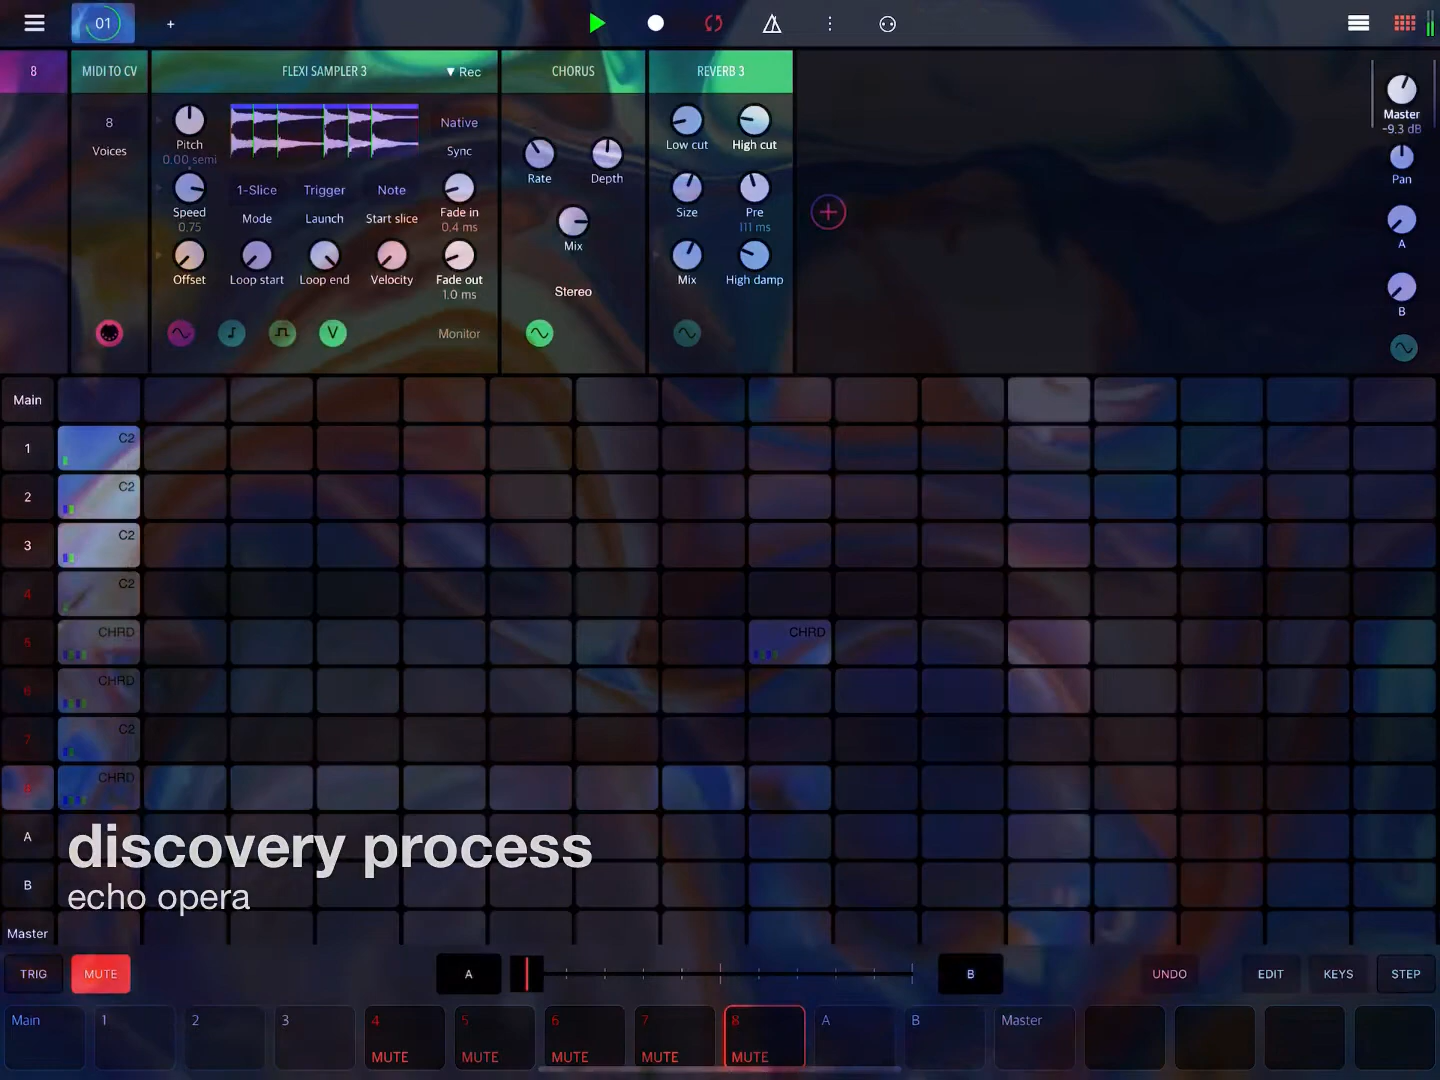 01
+
8
MIDI TO CV
FLEXI SAMPLER 3
▼ Rec
CHORUS
REVERB 3
8
Voices
Pitch
0.00 semi
Native
Sync
Speed
0.75
1-Slice
Mode
Trigger
Launch
Note
Start slice
Fade in
0.4 ms
Offset
Loop start
Loop end
Velocity
Fade out
1.0 ms
V
Monitor
Rate
Depth
Mix
Stereo
Low cut
High cut
Size
Pre
111 ms
Mix
High damp
Master
-9.3 dB
Pan
A
B
Main
1 C2
2 C2
3 C2
4 C2
5 CHRD CHRD
6 CHRD
7 C2
8 CHRD
A
B
Master
discovery process
echo opera
TRIG
MUTE
A
B
UNDO
EDIT
KEYS
STEP
Main
1
2
3
4
MUTE
5
MUTE
6
MUTE
7
MUTE
8
MUTE
A
B
Master